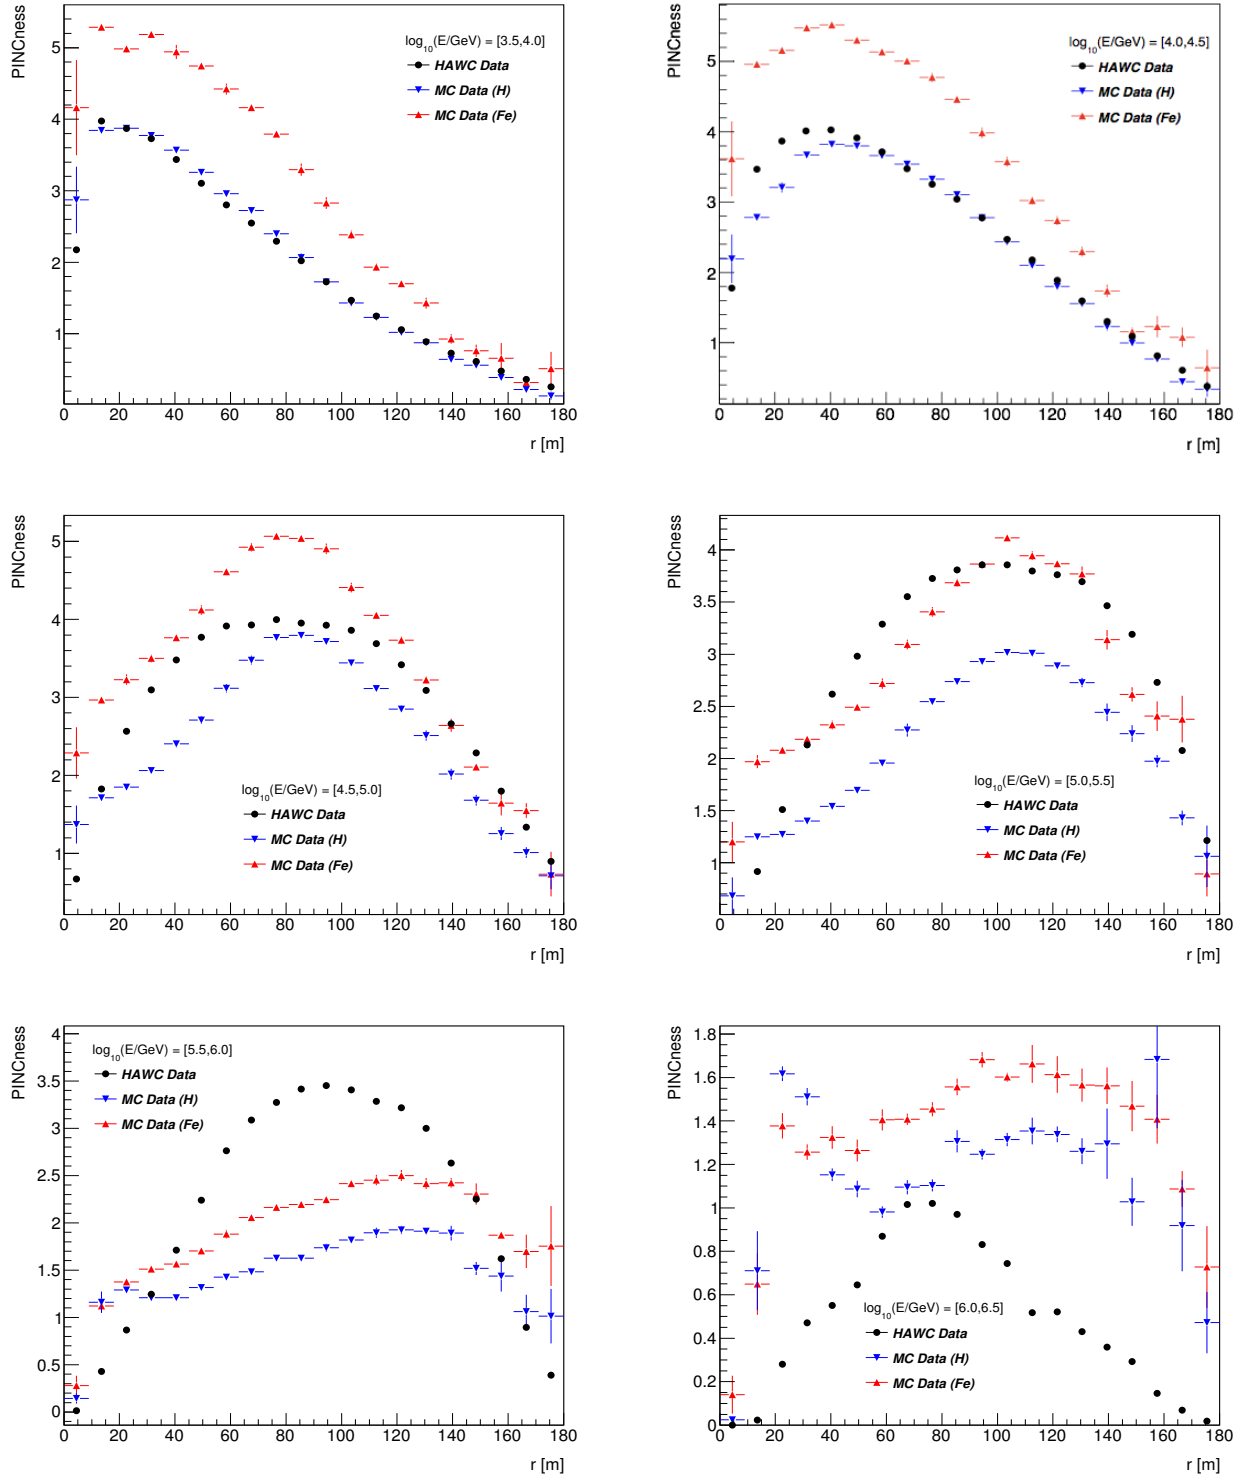 PINCness
5
4
3
2
1
log10(E/GeV) = [3.5,4.0]
HAWC Data
MC Data (H)
MC Data (Fe)
0 20 40 60 80 100 120 140 160 180
r [m]
PINCness
5
4
3
2
1
log10(E/GeV) = [4.0,4.5]
HAWC Data
MC Data (H)
MC Data (Fe)
0 20 40 60 80 100 120 140 160 180
r [m]
PINCness
5
4
3
2
1
log10(E/GeV) = [4.5,5.0]
HAWC Data
MC Data (H)
MC Data (Fe)
0 20 40 60 80 100 120 140 160 180
r [m]
PINCness
4
3.5
3
2.5
2
1.5
1
log10(E/GeV) = [5.0,5.5]
HAWC Data
MC Data (H)
MC Data (Fe)
0 20 40 60 80 100 120 140 160 180
r [m]
PINCness
4
3.5
3
2.5
2
1.5
1
0.5
0
log10(E/GeV) = [5.5,6.0]
HAWC Data
MC Data (H)
MC Data (Fe)
0 20 40 60 80 100 120 140 160 180
r [m]
PINCness
1.8
1.6
1.4
1.2
1
0.8
0.6
0.4
0.2
0
log10(E/GeV) = [6.0,6.5]
HAWC Data
MC Data (H)
MC Data (Fe)
0 20 40 60 80 100 120 140 160 180
r [m]